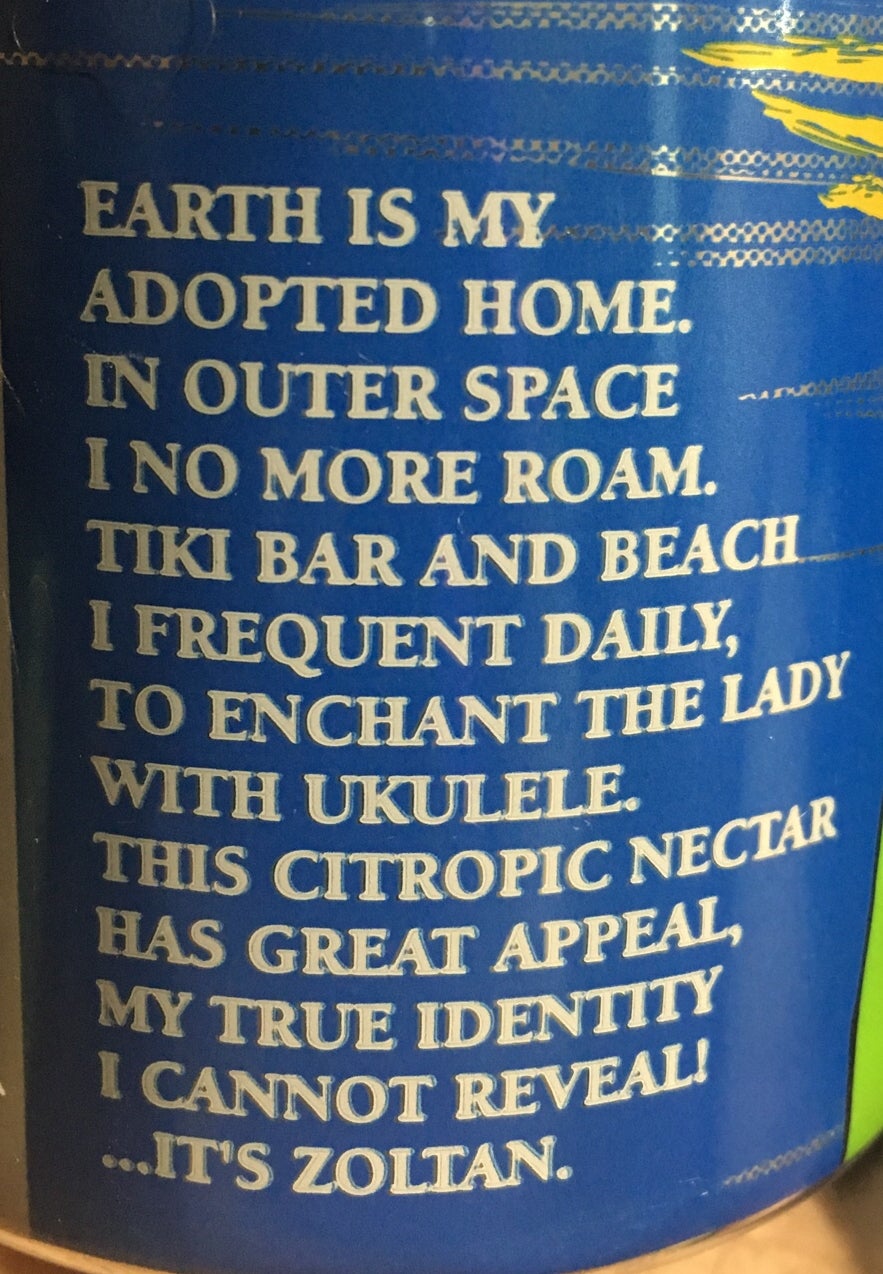 EARTH IS MY
ADOPTED HOME.
IN OUTER SPACE
I NO MORE ROAM.
TIKI BAR AND BEACH
I FREQUENT DAILY,
TO ENCHANT THE LADY
WITH UKULELE.
THIS CITROPIC NECTAR
HAS GREAT APPEAL,
MY TRUE IDENTITY
I CANNOT REVEAL!
...IT'S ZOLTAN.